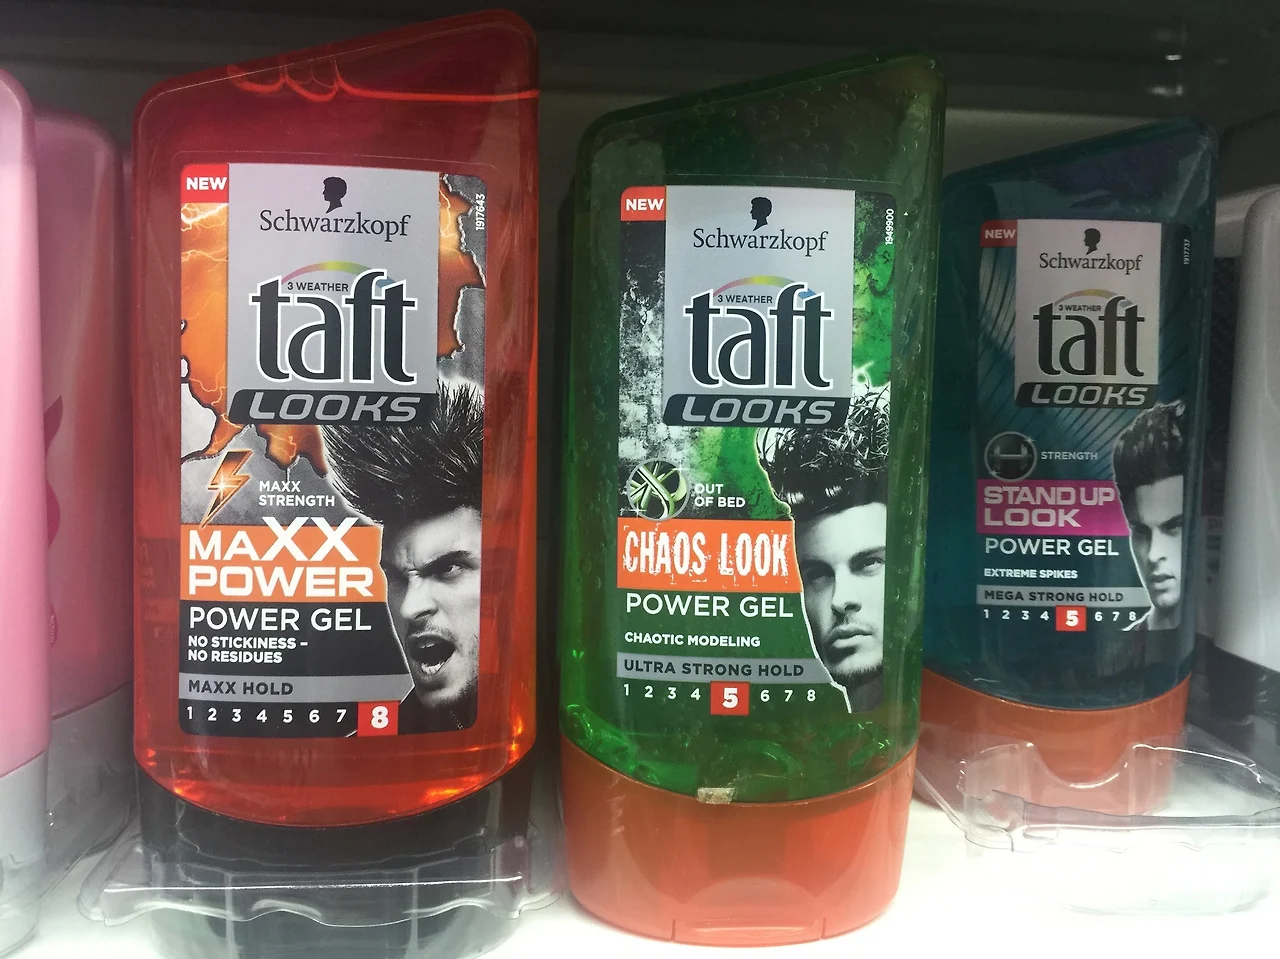 NEW
Schwarzkopf
1917643
3 WEATHER
taft
LOOKS
MAXX
STRENGTH
MAXX
POWER
POWER GEL
NO STICKINESS –
NO RESIDUES
MAXX HOLD
1 2 3 4 5 6 7 8
NEW
Schwarzkopf
1949900
3 WEATHER
taft
LOOKS
OUT
OF BED
CHAOS LOOK
POWER GEL
CHAOTIC MODELING
ULTRA STRONG HOLD
1 2 3 4 5 6 7 8
NEW
Schwarzkopf
1917737
3 WEATHER
taft
LOOKS
STRENGTH
STAND UP
LOOK
POWER GEL
EXTREME SPIKES
MEGA STRONG HOLD
1 2 3 4 5 6 7 8